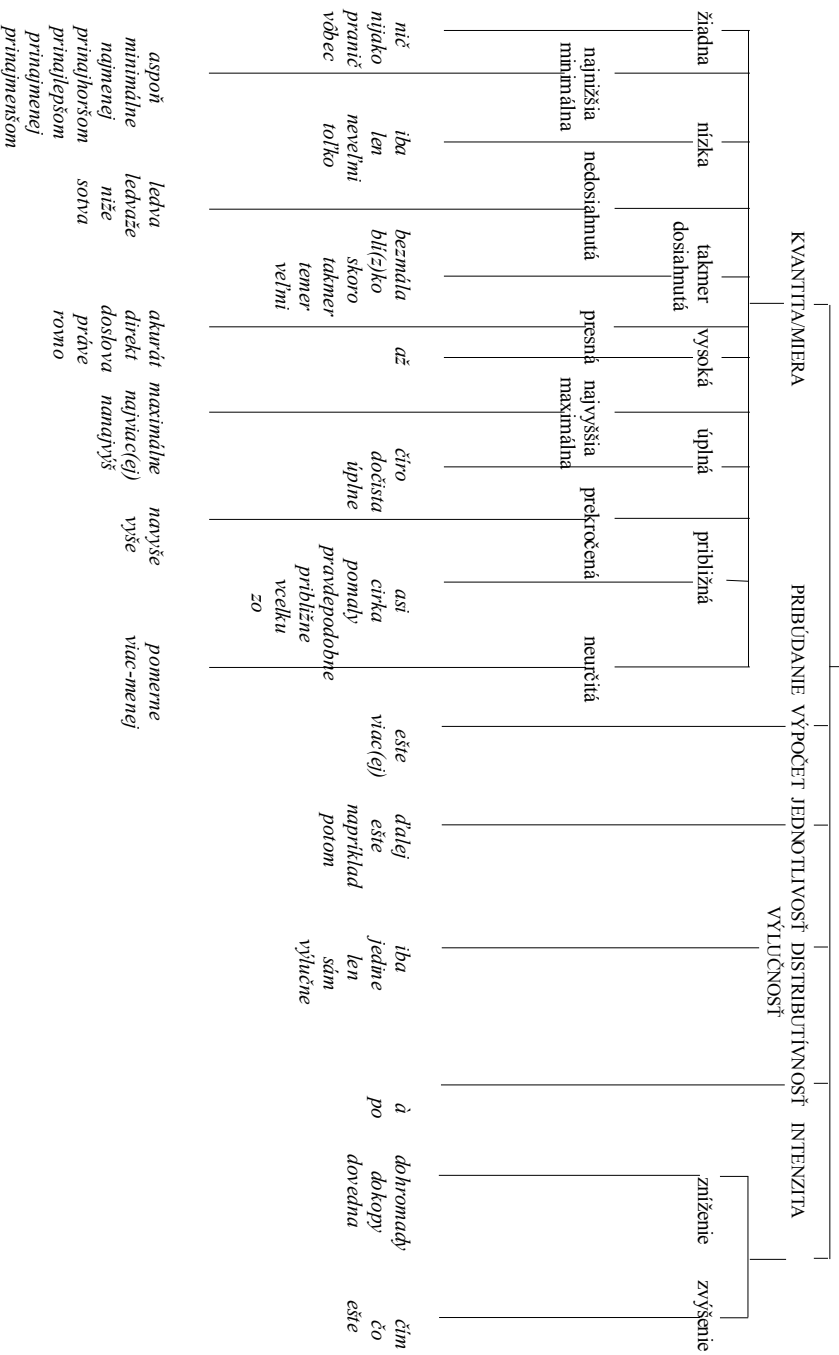 KVANTITA/MIERA
PRIBÚDANIE
VÝPOČET
JEDNOTLIVOSŤ
VÝLUČNOSŤ
DISTRIBUTÍVNOSŤ
INTENZITA
žiadna
nízka
takmer
dosiahnutá
vysoká
úplná
približná
zníženie
zvýšenie
najnižšia
minimálna
nedosiahnutá
presná
najvyššia
maximálna
prekročená
neurčitá
nič
nijako
pranič
vôbec
iba
len
neveľmi
toľko
bezmála
blí(z)ko
skoro
takmer
temer
veľmi
až
číro
dočista
úplne
asi
cirka
pomaly
pravdepodobne
približne
vcelku
zo
ešte
viac(ej)
ďalej
ešte
napríklad
potom
iba
jedine
len
sám
výlučne
à
po
dohromady
dokopy
dovedna
čím
čo
ešte
aspoň
minimálne
najmenej
prinajhoršom
prinajlepšom
prinajmenej
prinajmenšom
ledva
ledvaže
niže
sotva
akurát
direkt
doslova
práve
rovno
maximálne
najviac(ej)
nanajvýš
navyše
vyše
pomerne
viac-menej